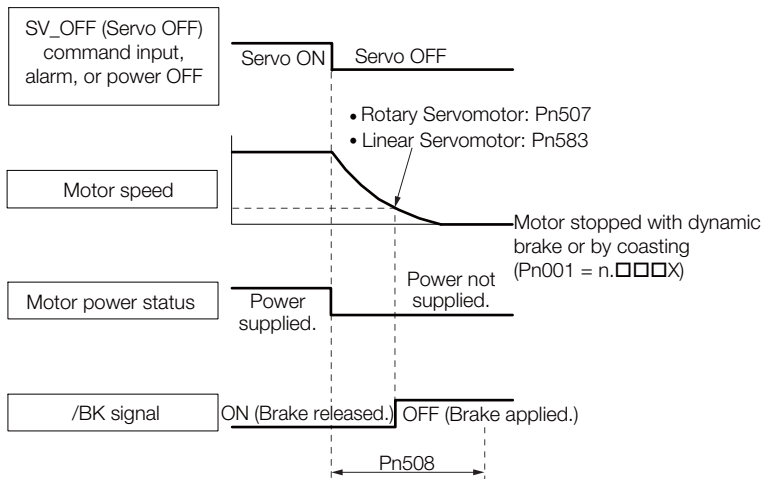 SV_OFF (Servo OFF)
command input,
alarm, or power OFF
Servo ON
Servo OFF
• Rotary Servomotor: Pn507
• Linear Servomotor: Pn583
Motor speed
Motor stopped with dynamic
brake or by coasting
(Pn001 = n.□□□X)
Motor power status
Power
supplied.
Power not
supplied.
/BK signal
ON (Brake released.)
OFF (Brake applied.)
Pn508